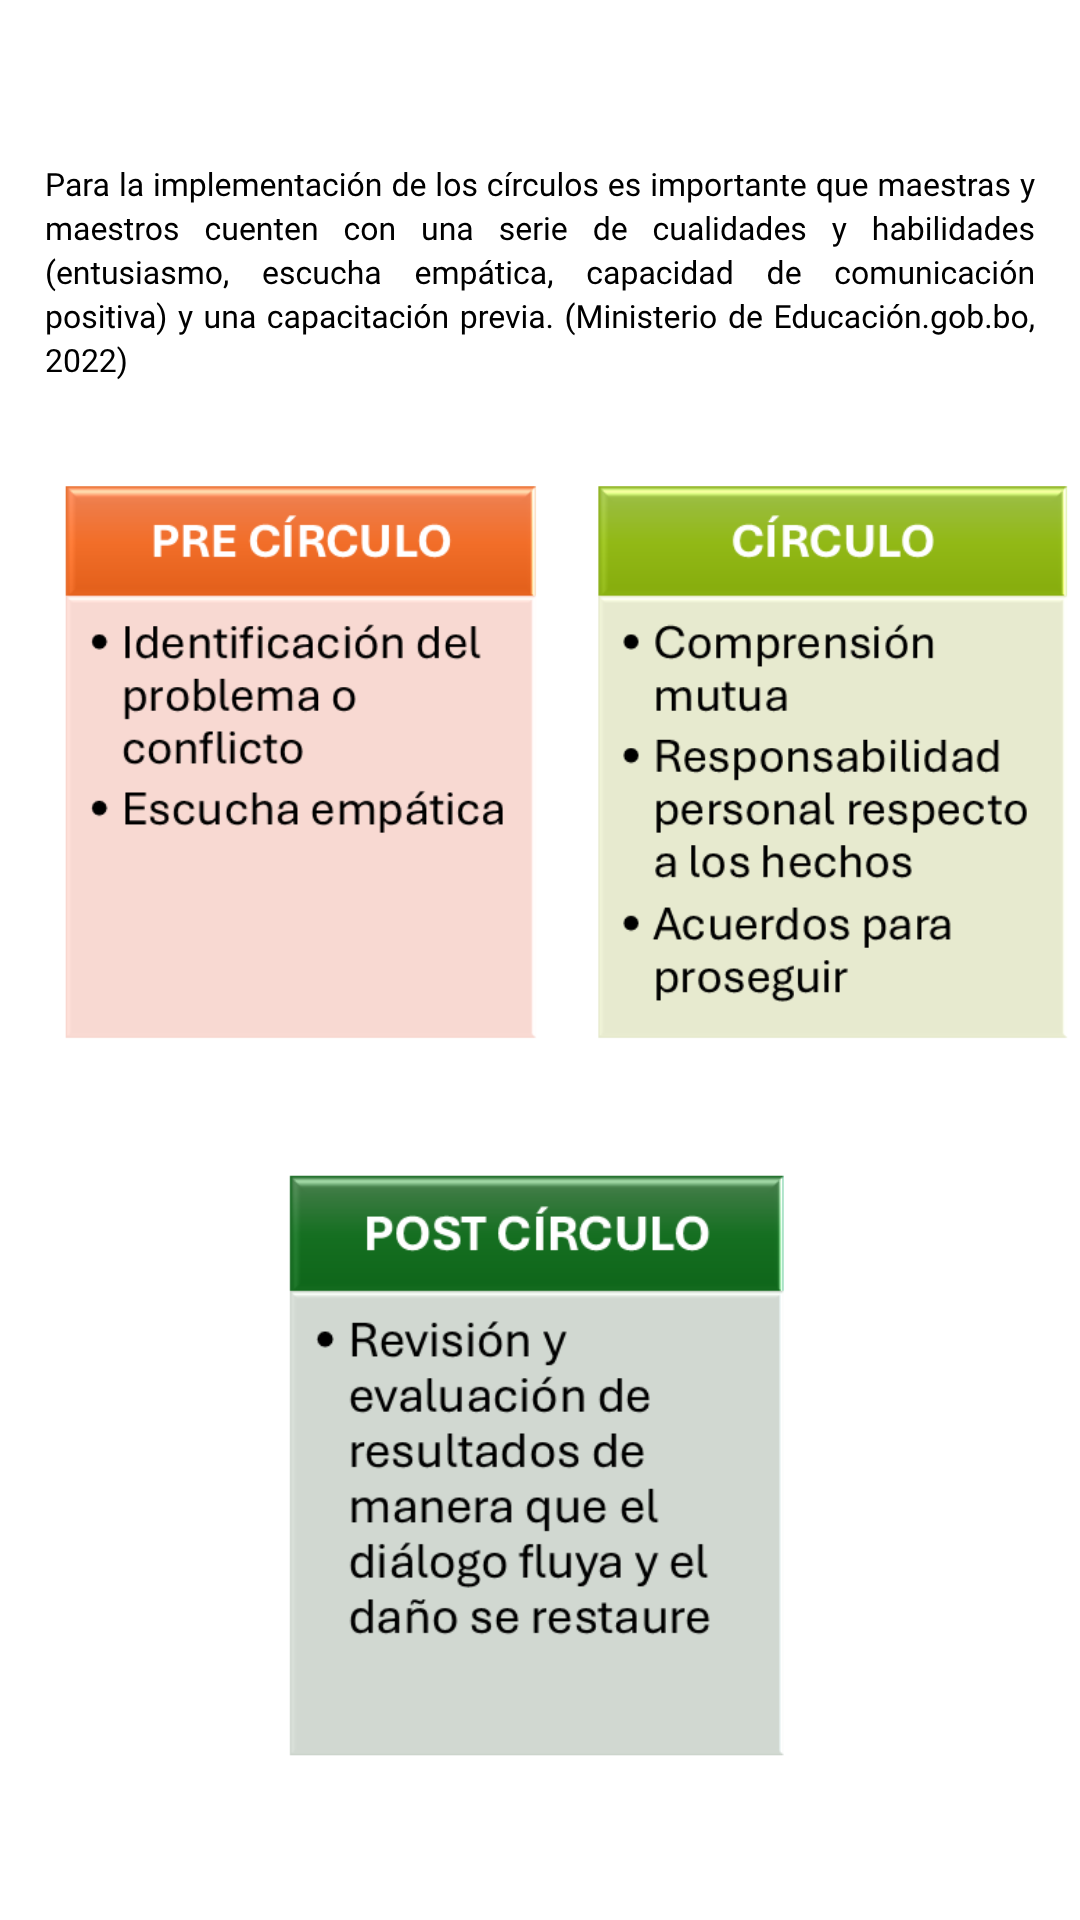 Para la implementación de los círculos es importante que maestras y
maestros cuenten con una serie de cualidades y habilidades
(entusiasmo, escucha empática, capacidad de comunicación
positiva) y una capacitación previa. (Ministerio de Educación.gob.bo,
2022)
PRE CÍRCULO
• Identificación del
problema o
conflicto
• Escucha empática
CÍRCULO
• Comprensión
mutua
• Responsabilidad
personal respecto
a los hechos
• Acuerdos para
proseguir
POST CÍRCULO
• Revisión y
evaluación de
resultados de
manera que el
diálogo fluya y el
daño se restaure